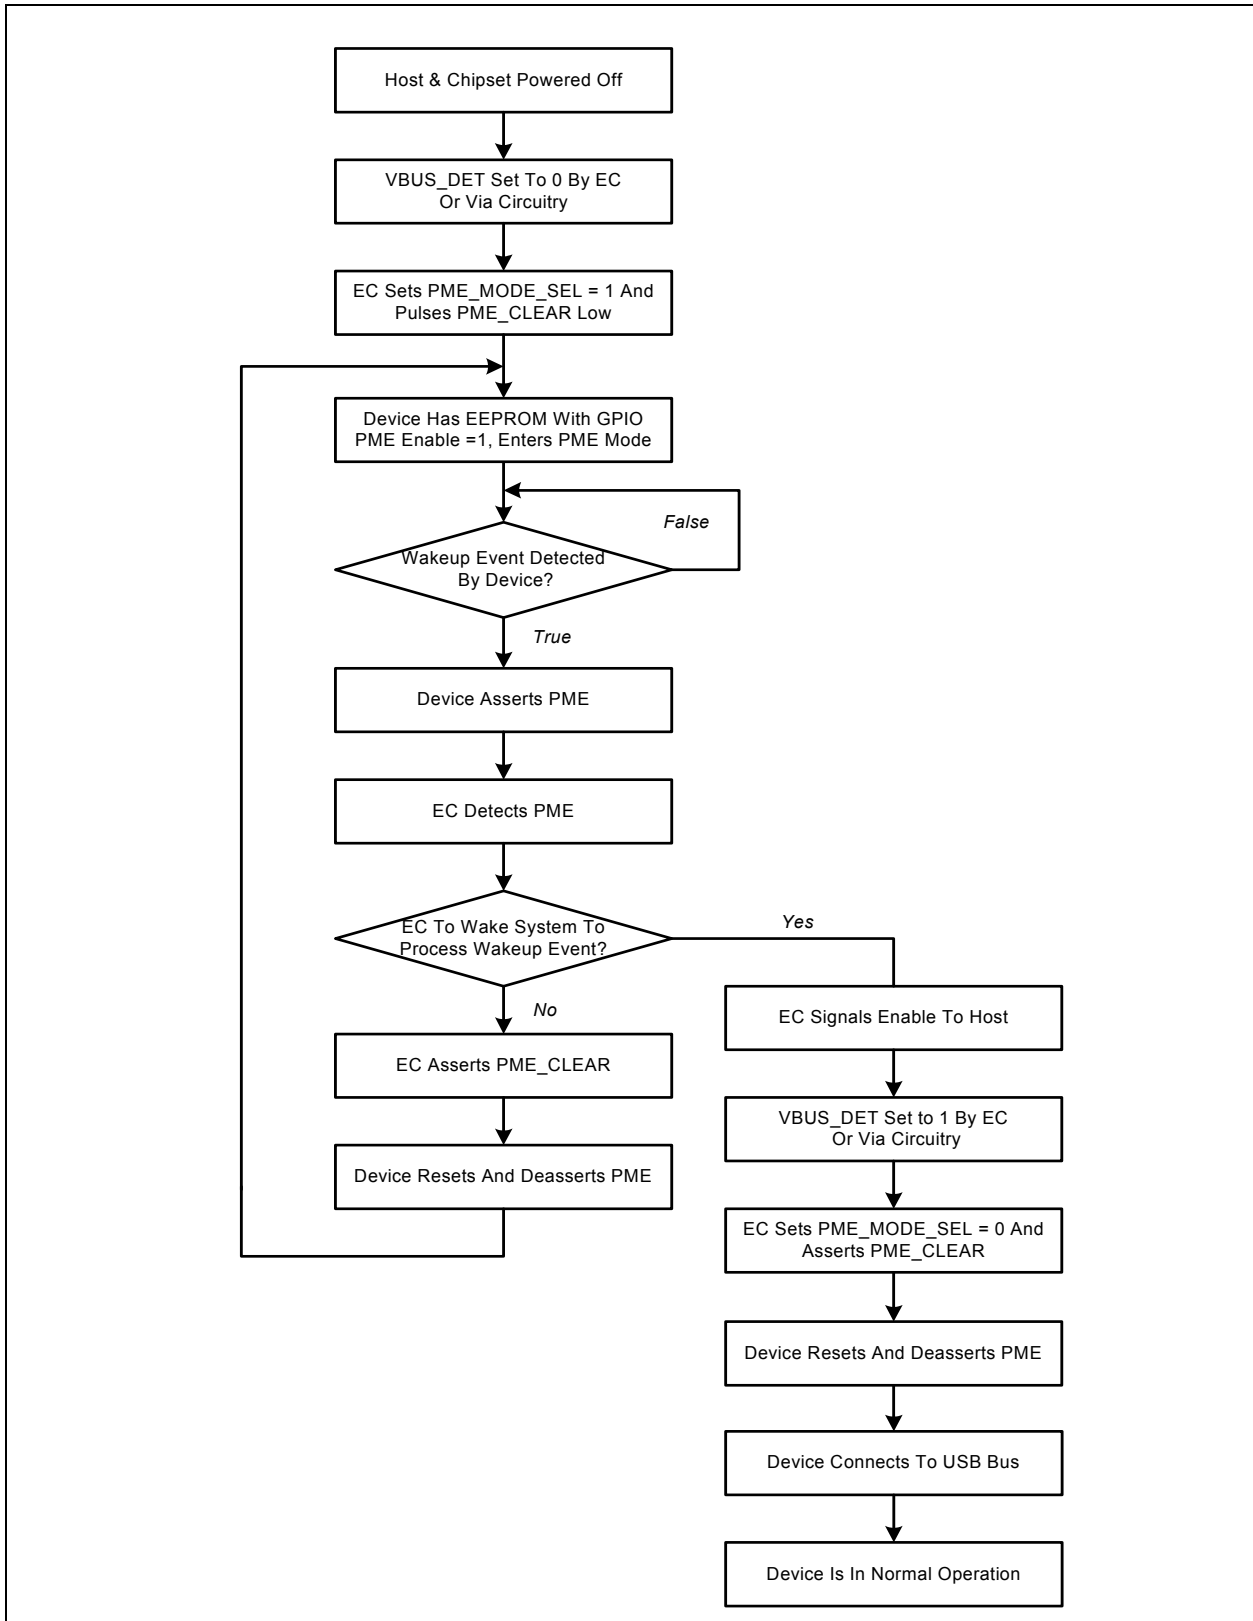 Host & Chipset Powered Off
VBUS_DET Set To 0 By EC
Or Via Circuitry
EC Sets PME_MODE_SEL = 1 And
Pulses PME_CLEAR Low
Device Has EEPROM With GPIO
PME Enable =1, Enters PME Mode
False
Wakeup Event Detected
By Device?
True
Device Asserts PME
EC Detects PME
EC To Wake System To
Process Wakeup Event?
Yes
No
EC Asserts PME_CLEAR
Device Resets And Deasserts PME
EC Signals Enable To Host
VBUS_DET Set to 1 By EC
Or Via Circuitry
EC Sets PME_MODE_SEL = 0 And
Asserts PME_CLEAR
Device Resets And Deasserts PME
Device Connects To USB Bus
Device Is In Normal Operation